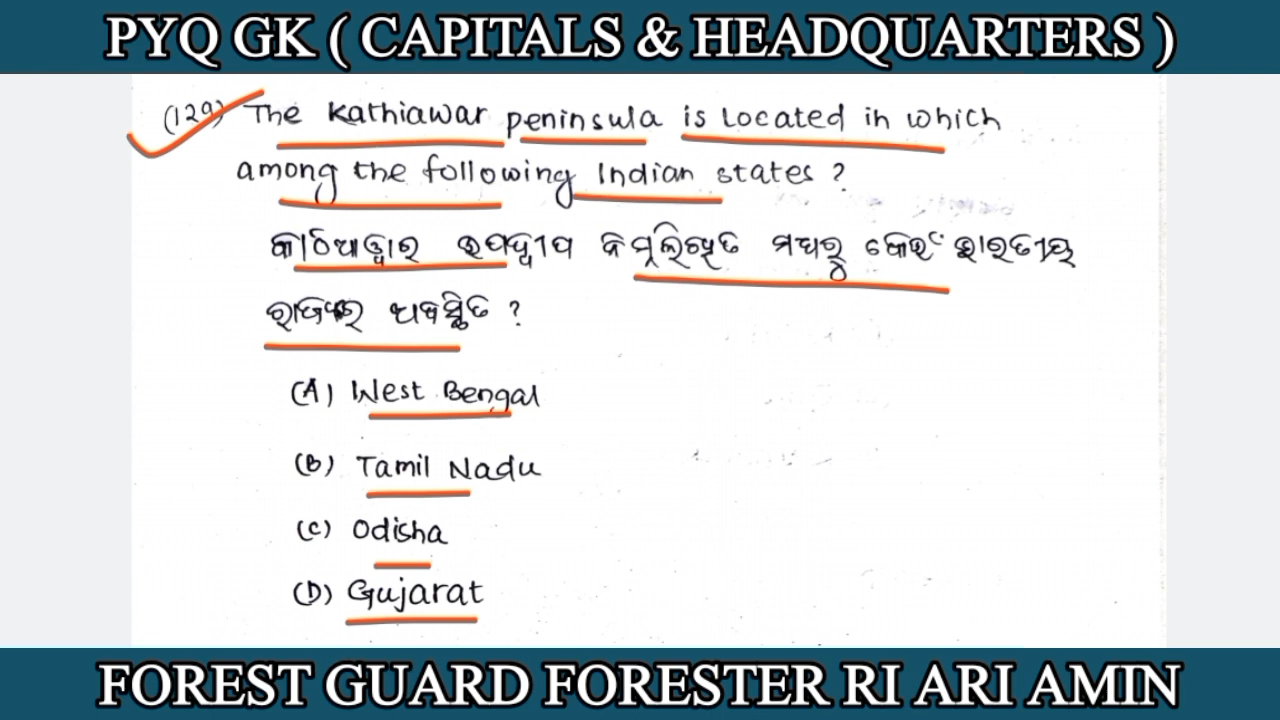 PYQ GK ( CAPITALS & HEADQUARTERS )
(129) The Kathiawar peninsula is Located in which
among the following Indian states ?
କାଠିଆୱାର ଉପଦ୍ୱୀପ ନିମ୍ନଲିଖିତ ମଧ୍ୟରୁ କେଉଁ ଭାରତୀୟ
ରାଜ୍ୟରେ ଅବସ୍ଥିତ ?
(A) West Bengal
(B) Tamil Nadu
(C) Odisha
(D) Gujarat
FOREST GUARD FORESTER RI ARI AMIN